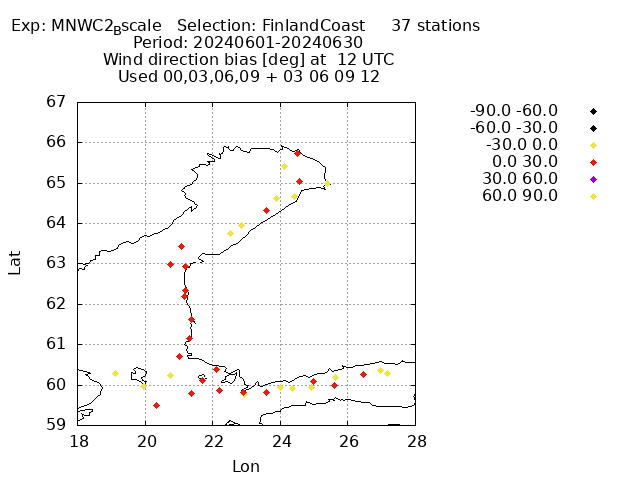 Exp: MNWC2Bscale Selection: FinlandCoast 37 stations
Period: 20240601-20240630
Wind direction bias [deg] at 12 UTC
Used 00,03,06,09 + 03 06 09 12
-90.0 -60.0
-60.0 -30.0
-30.0 0.0
0.0 30.0
30.0 60.0
60.0 90.0
67
66
65
64
63
62
61
60
59
Lat
18 20 22 24 26 28
Lon